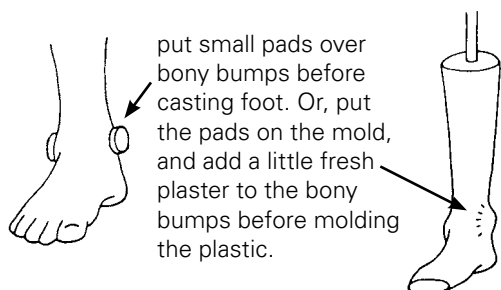 put small pads over
bony bumps before
casting foot. Or, put
the pads on the mold,
and add a little fresh
plaster to the bony
bumps before molding
the plastic.